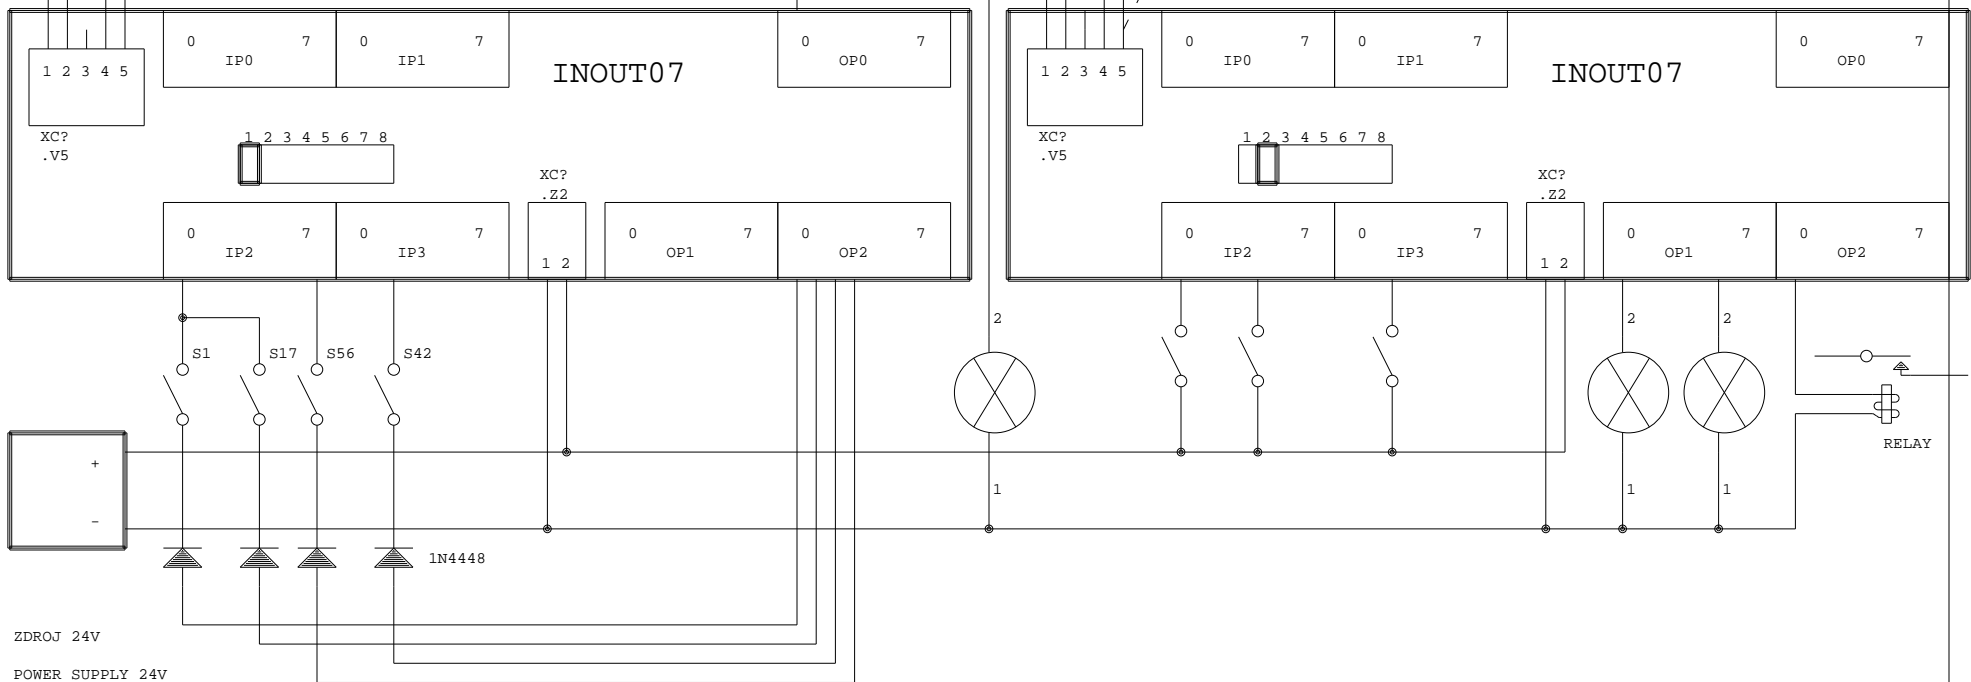 0 7 0 7 0 7
IP0 IP1 OP0
INOUT07
1 2 3 4 5
XC?
.V5
1 2 3 4 5 6 7 8
XC?
.Z2
0 7 0 7 0 7 0 7
IP2 IP3 OP1 OP2
1 2
0 7 0 7 0 7
IP0 IP1 OP0
INOUT07
1 2 3 4 5
XC?
.V5
1 2 3 4 5 6 7 8
XC?
.Z2
0 7 0 7 0 7 0 7
IP2 IP3 OP1 OP2
1 2
2 2 2
S1 S17 S56 S42
RELAY
+
1 1 1
-
1N4448
ZDROJ 24V
POWER SUPPLY 24V